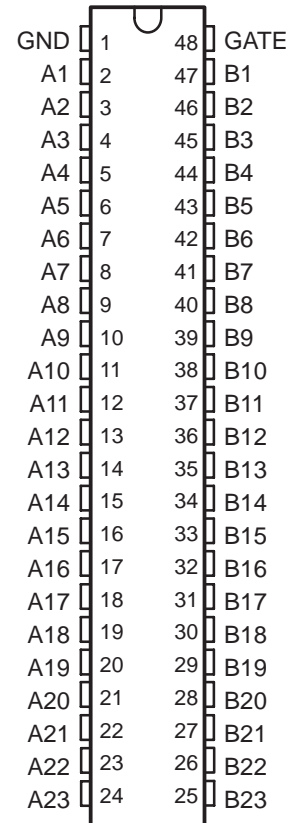 GND 1 48 GATE
A1 2 47 B1
A2 3 46 B2
A3 4 45 B3
A4 5 44 B4
A5 6 43 B5
A6 7 42 B6
A7 8 41 B7
A8 9 40 B8
A9 10 39 B9
A10 11 38 B10
A11 12 37 B11
A12 13 36 B12
A13 14 35 B13
A14 15 34 B14
A15 16 33 B15
A16 17 32 B16
A17 18 31 B17
A18 19 30 B18
A19 20 29 B19
A20 21 28 B20
A21 22 27 B21
A22 23 26 B22
A23 24 25 B23